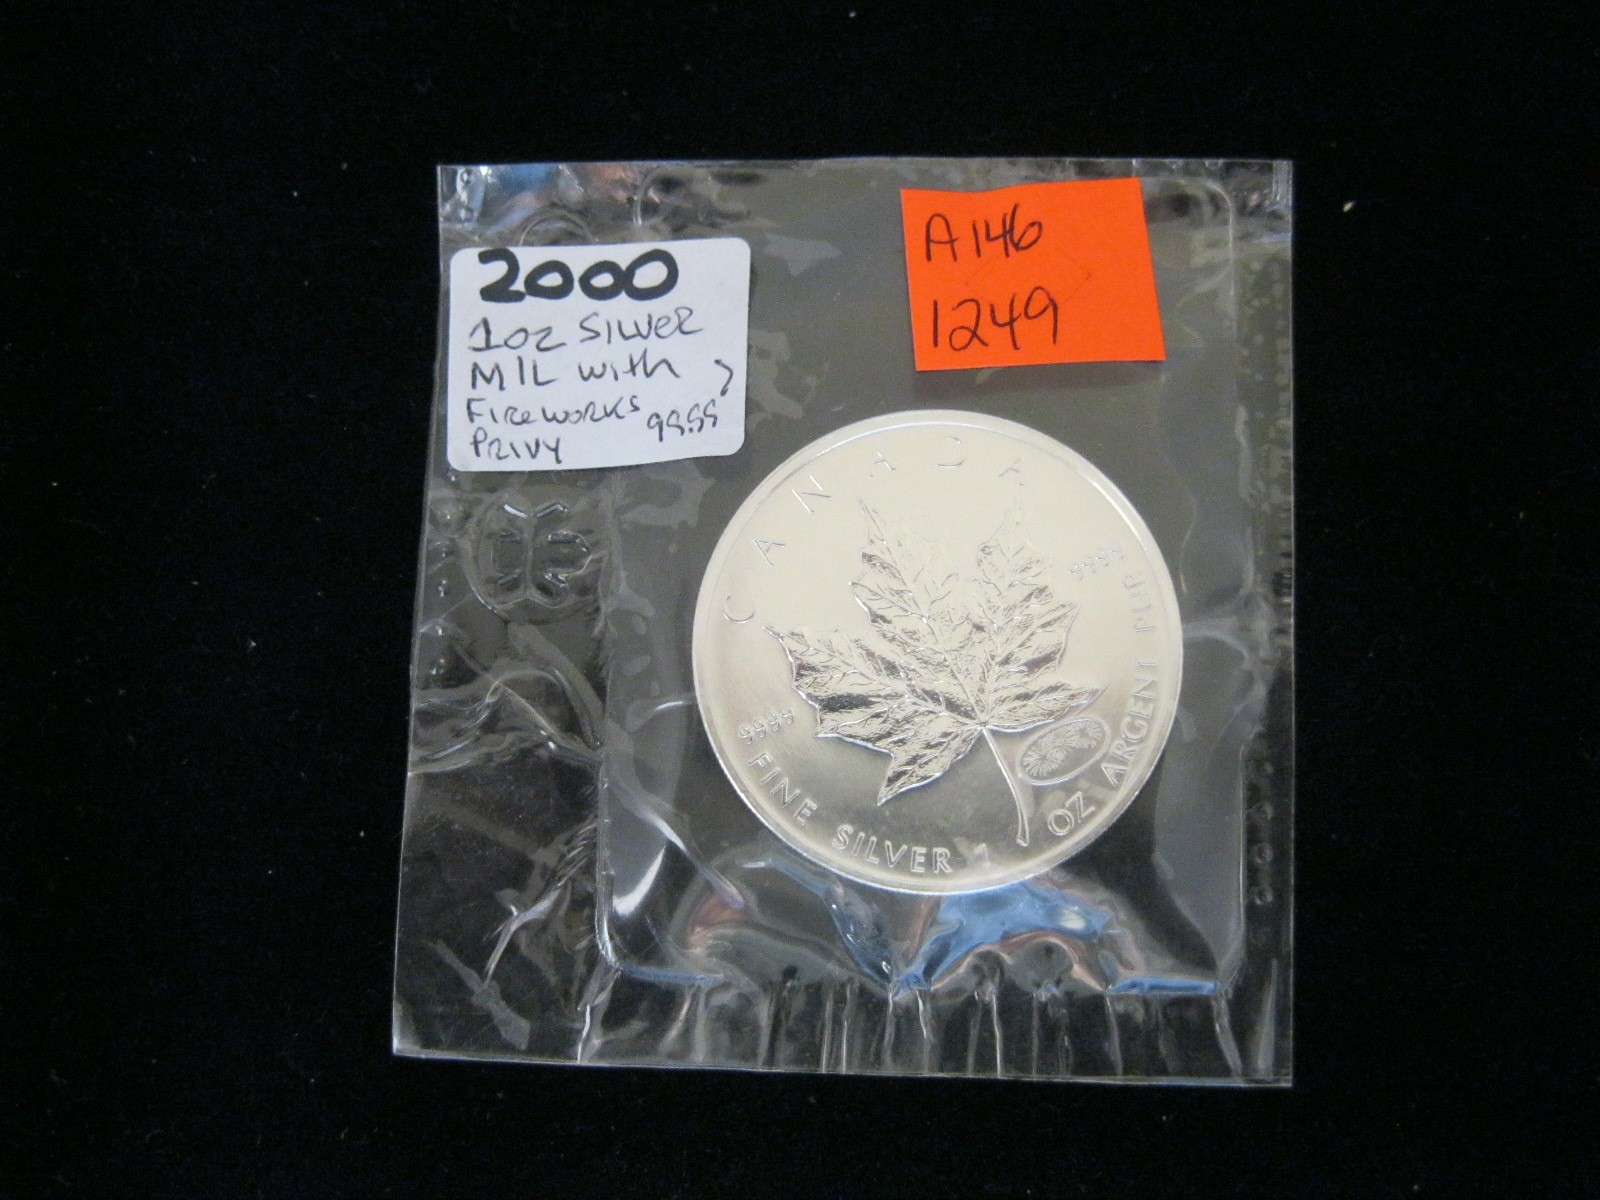 2000
1oz Silver
M/L with >
Fireworks 99.99
Privy
A146
1249
CANADA
9999
9999
FINE SILVER 1 OZ ARGENT PUR